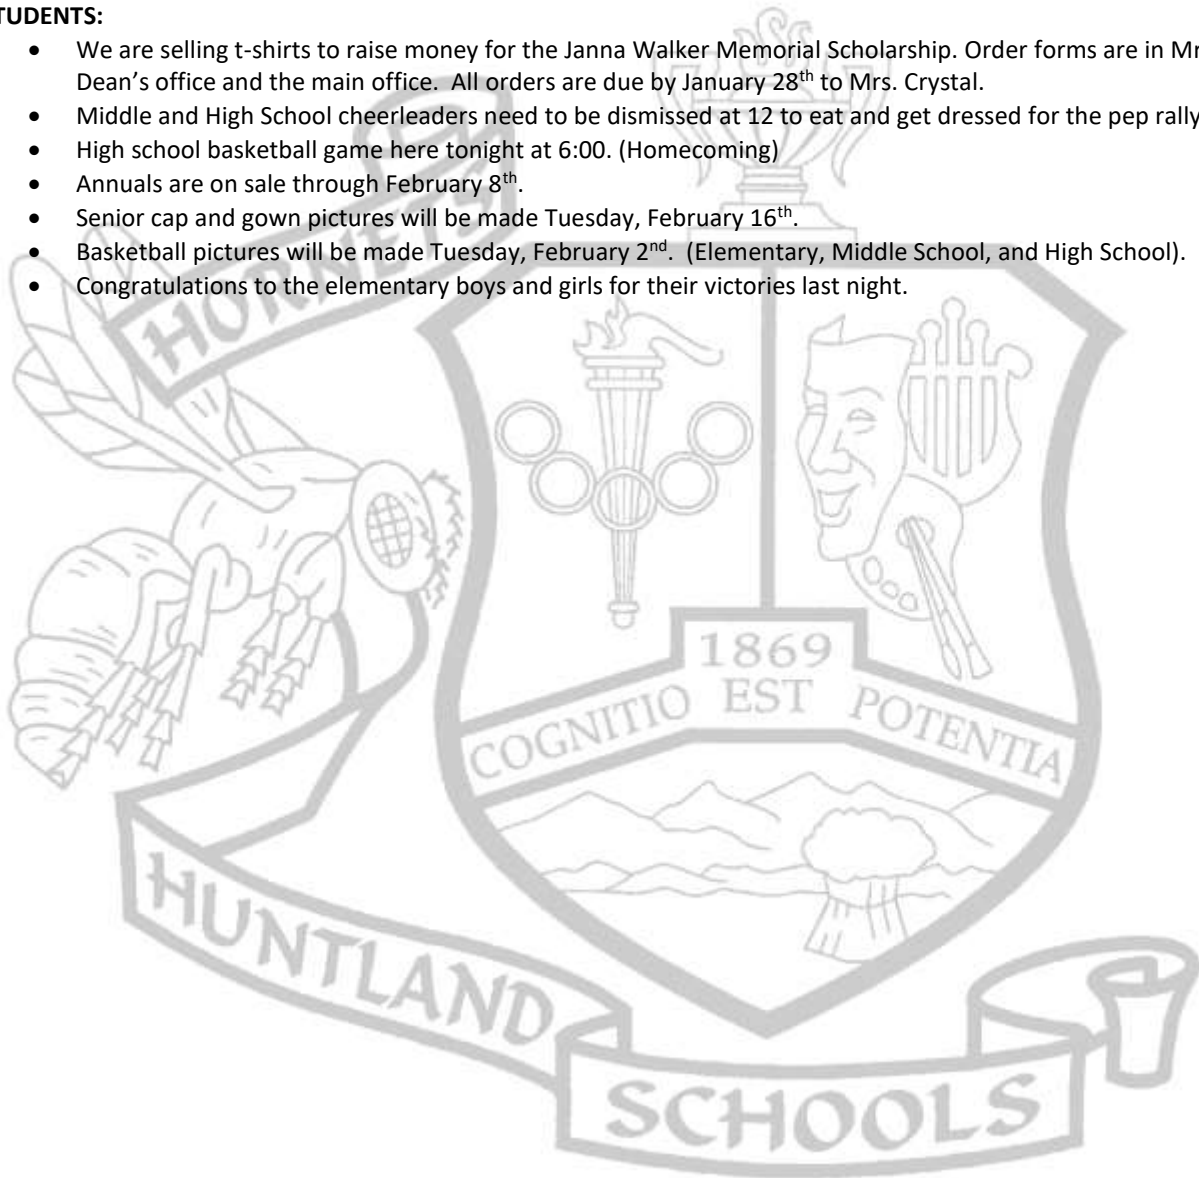 TUDENTS:
• We are selling t-shirts to raise money for the Janna Walker Memorial Scholarship. Order forms are in Mr
Dean’s office and the main office. All orders are due by January 28th to Mrs. Crystal.
• Middle and High School cheerleaders need to be dismissed at 12 to eat and get dressed for the pep rally
• High school basketball game here tonight at 6:00. (Homecoming)
• Annuals are on sale through February 8th.
• Senior cap and gown pictures will be made Tuesday, February 16th.
• Basketball pictures will be made Tuesday, February 2nd. (Elementary, Middle School, and High School).
• Congratulations to the elementary boys and girls for their victories last night.
HORNETS
1869
COGNITIO EST POTENTIA
HUNTLAND
SCHOOLS